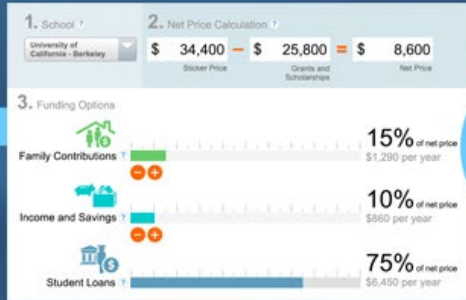 1. School ?
University of
California - Berkeley
2. Net Price Calculation ?
$ 34,400 − $ 25,800 = $ 8,600
Sticker Price
Grants and
Scholarships
Net Price
3. Funding Options
Family Contributions ?
15% of net price
$1,290 per year
Income and Savings ?
10% of net price
$860 per year
Student Loans ?
75% of net price
$6,450 per year